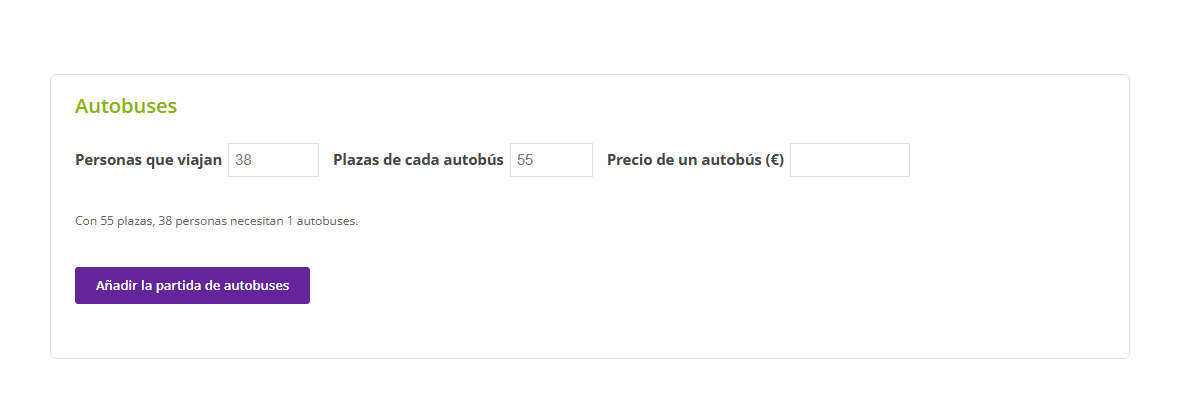 Autobuses
Personas que viajan 38 Plazas de cada autobús 55 Precio de un autobús (€)
Con 55 plazas, 38 personas necesitan 1 autobuses.
Añadir la partida de autobuses